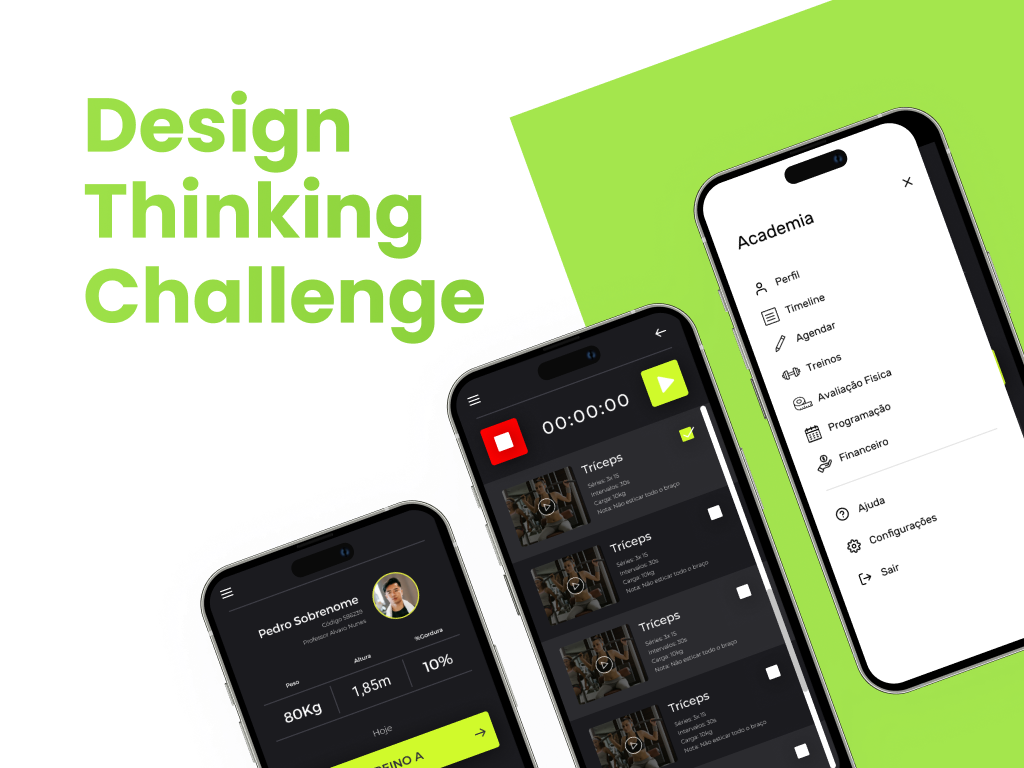 Design
Thinking
Challenge
Academia
Perfil
Timeline
Agendar
Treinos
Avaliação Fisica
Programação
Financeiro
Ajuda
Configurações
Sair
00:00:00
Tríceps
Séries: 3x 15
Intervalos: 30s
Carga: 10kg
Nota: Não esticar todo o braço
Tríceps
Séries: 3x 15
Intervalos: 30s
Carga: 10kg
Nota: Não esticar todo o braço
Tríceps
Séries: 3x 15
Intervalos: 30s
Carga: 10kg
Nota: Não esticar todo o braço
Tríceps
Séries: 3x 15
Intervalos: 30s
Carga: 10kg
Nota: Não esticar todo o braço
Pedro Sobrenome
Código 516239
Professor Alvaro Nunes
Peso
80Kg
Altura
1,85m
%Gordura
10%
Hoje
EINO A